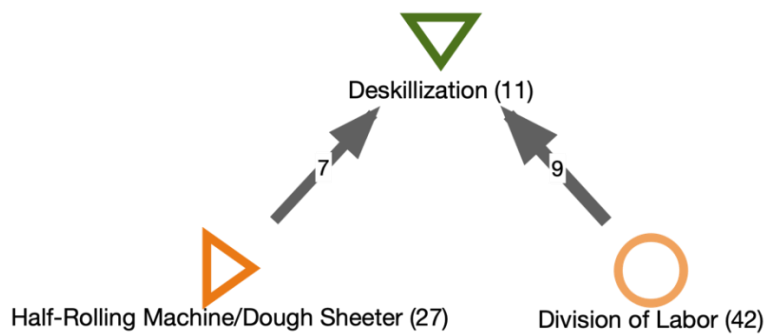 Deskillization (11)
7
9
Half-Rolling Machine/Dough Sheeter (27)
Division of Labor (42)